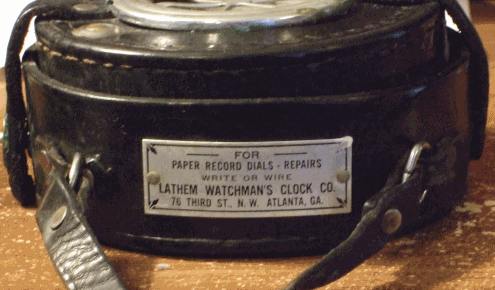 FOR
PAPER RECORD DIALS - REPAIRS
WRITE OR WIRE
LATHEM WATCHMAN'S CLOCK CO.
76 THIRD ST., N.W. ATLANTA, GA.